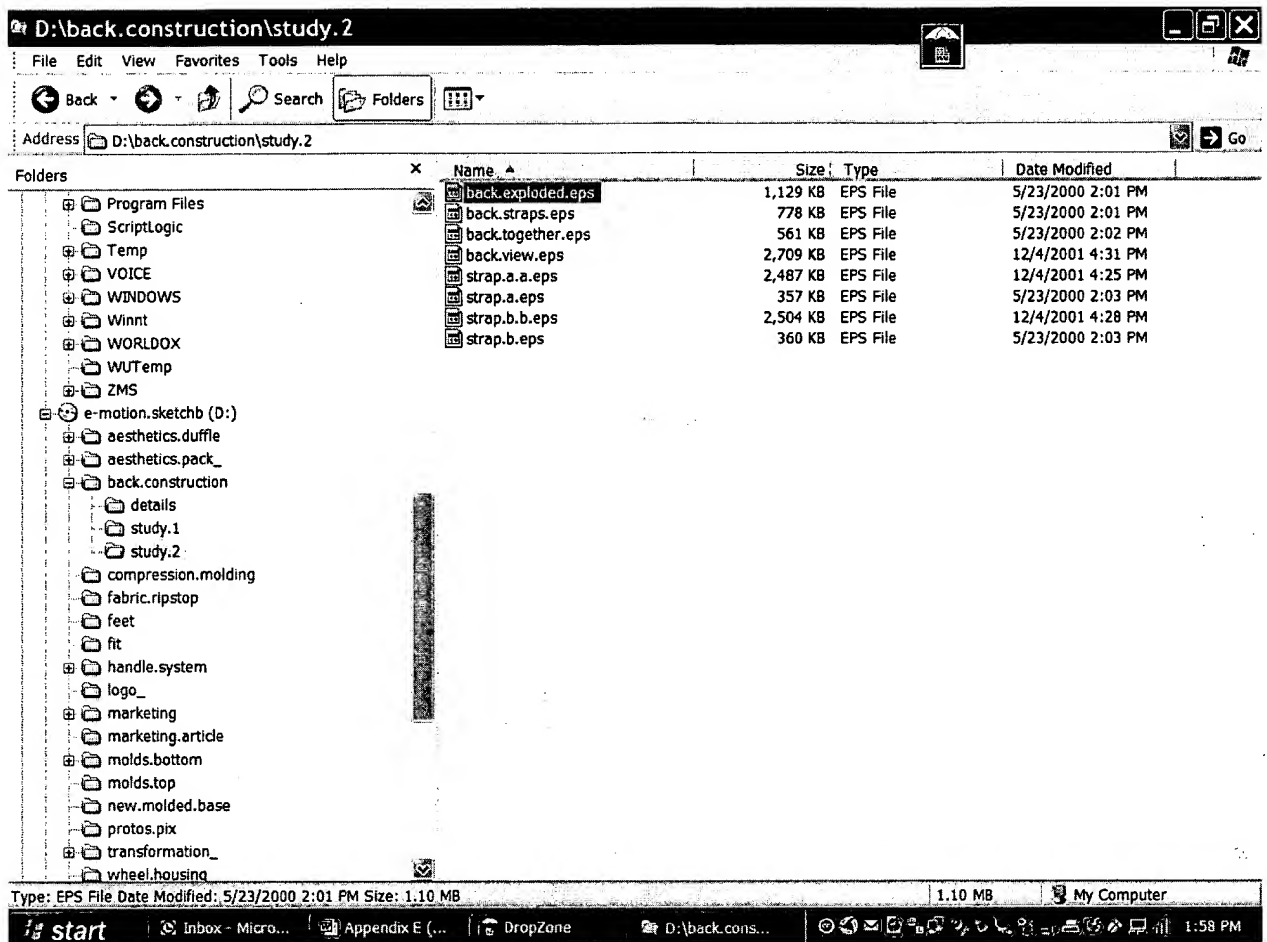 D:\back.construction\study.2
File Edit View Favorites Tools Help
Back Search Folders
Address D:\back.construction\study.2 Go
Folders x
Name Size Type Date Modified
back.exploded.eps 1,129 KB EPS File 5/23/2000 2:01 PM
back.straps.eps 778 KB EPS File 5/23/2000 2:01 PM
back.together.eps 561 KB EPS File 5/23/2000 2:02 PM
back.view.eps 2,709 KB EPS File 12/4/2001 4:31 PM
strap.a.a.eps 2,487 KB EPS File 12/4/2001 4:25 PM
strap.a.eps 357 KB EPS File 5/23/2000 2:03 PM
strap.b.b.eps 2,504 KB EPS File 12/4/2001 4:28 PM
strap.b.eps 360 KB EPS File 5/23/2000 2:03 PM
Program Files
ScriptLogic
Temp
VOICE
WINDOWS
Winnt
WORLDOX
WUTemp
ZMS
e-motion.sketchb (D:)
aesthetics.duffle
aesthetics.pack_
back.construction
details
study.1
study.2
compression.molding
fabric.ripstop
feet
fit
handle.system
logo_
marketing
marketing.article
molds.bottom
molds.top
new.molded.base
protos.pix
transformation_
wheel.housing
Type: EPS File Date Modified: 5/23/2000 2:01 PM Size: 1.10 MB 1.10 MB My Computer
start Inbox - Micro... Appendix E (... DropZone D:\back.cons... 1:58 PM